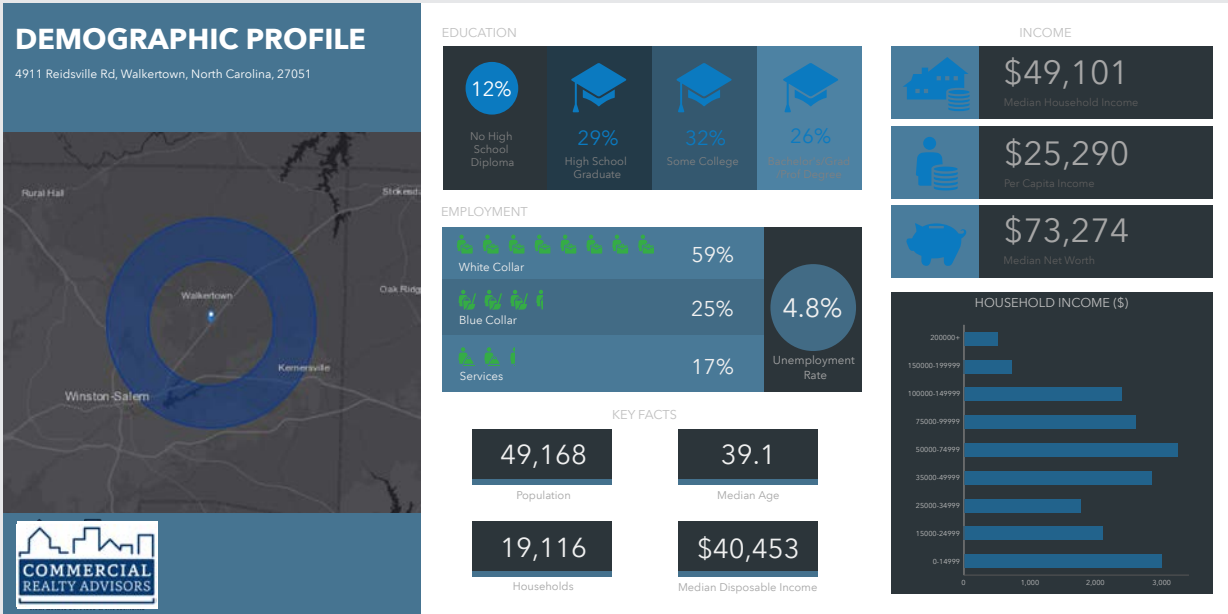 DEMOGRAPHIC PROFILE
4911 Reidsville Rd, Walkertown, North Carolina, 27051
Rural Hall
Walkertown
Oak Ridg
Kernersville
Winston-Salem
COMMERCIAL
REALTY ADVISORS
EDUCATION
12%
No High
School
Diploma
29%
High School
Graduate
32%
Some College
26%
Bachelor's/Grad
/Prof Degree
EMPLOYMENT
White Collar
59%
Blue Collar
25%
Services
17%
4.8%
Unemployment
Rate
KEY FACTS
49,168
Population
39.1
Median Age
19,116
Households
$40,453
Median Disposable Income
INCOME
$49,101
Median Household Income
$25,290
Per Capita Income
$73,274
Median Net Worth
HOUSEHOLD INCOME ($)
200000+
150000-199999
100000-149999
75000-99999
50000-74999
35000-49999
25000-34999
15000-24999
0-14999
0 1,000 2,000 3,000